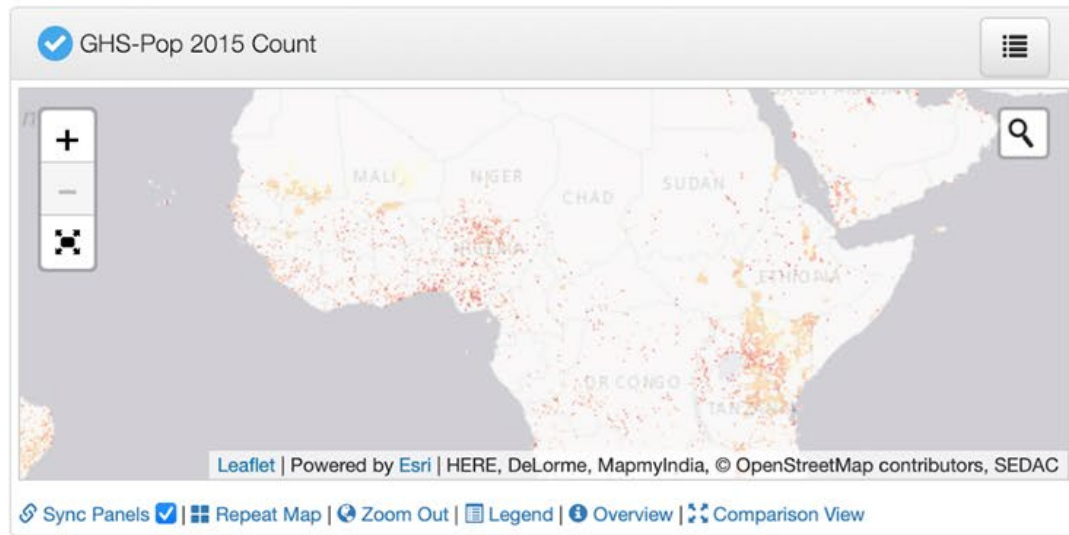 GHS-Pop 2015 Count
+
−
MALI
NIGER
CHAD
SUDAN
NIGERIA
ETHIOPIA
DR CONGO
TANZANIA
Leaflet | Powered by Esri | HERE, DeLorme, MapmyIndia, © OpenStreetMap contributors, SEDAC
Sync Panels | Repeat Map | Zoom Out | Legend | Overview | Comparison View